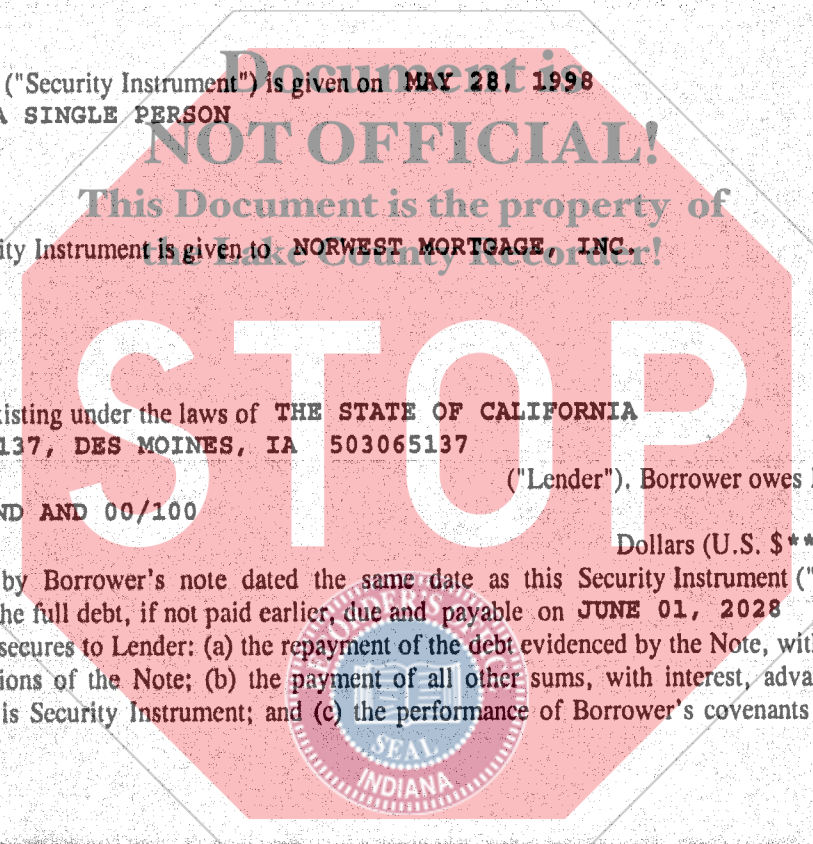 Document is
("Security Instrument") is given on MAY 28, 1998
A SINGLE PERSON
NOT OFFICIAL!
This Document is the property of
ity Instrument is given to NORWEST MORTGAGE, INC.
the Lake County Recorder!
STOP
isting under the laws of THE STATE OF CALIFORNIA
137, DES MOINES, IA 503065137
("Lender"). Borrower owes
ND AND 00/100
Dollars (U.S. $**
by Borrower's note dated the same date as this Security Instrument ("
he full debt, if not paid earlier, due and payable on JUNE 01, 2028
secures to Lender: (a) the repayment of the debt evidenced by the Note, wit
ions of the Note; (b) the payment of all other sums, with interest, adva
is Security Instrument; and (c) the performance of Borrower's covenants
SEAL
INDIANA